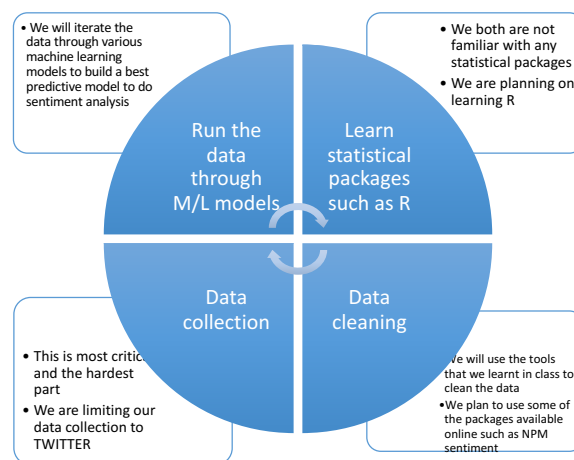 • We will iterate the
data through various
machine learning
models to build a best
predictive model to do
sentiment analysis
• We both are not
familiar with any
statistical packages
• We are planning on
learning R
Run the
data
through
M/L models
Learn
statistical
packages
such as R
Data
collection
Data
cleaning
• This is most
and the hardest
part
• We are limiting our
data collection to
TWITTER
We will use the tools
that we learnt in class to
clean the data
•We plan to use some of
the packages available
online such as NPM
sentiment